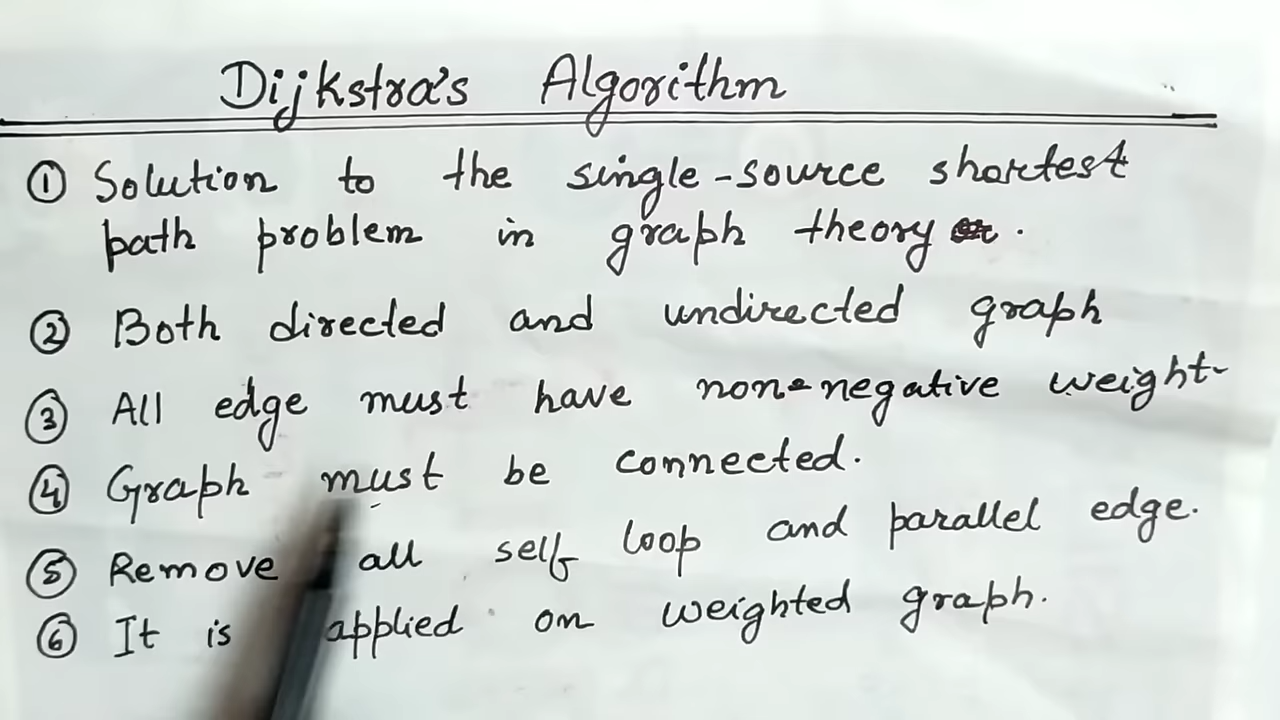 Dijkstra's Algorithm
① Solution to the single-source shortest
path problem in graph theory .
② Both directed and undirected graph
③ All edge must have non-negative weight
④ Graph must be connected.
⑤ Remove all self loop and parallel edge.
⑥ It is applied on weighted graph.